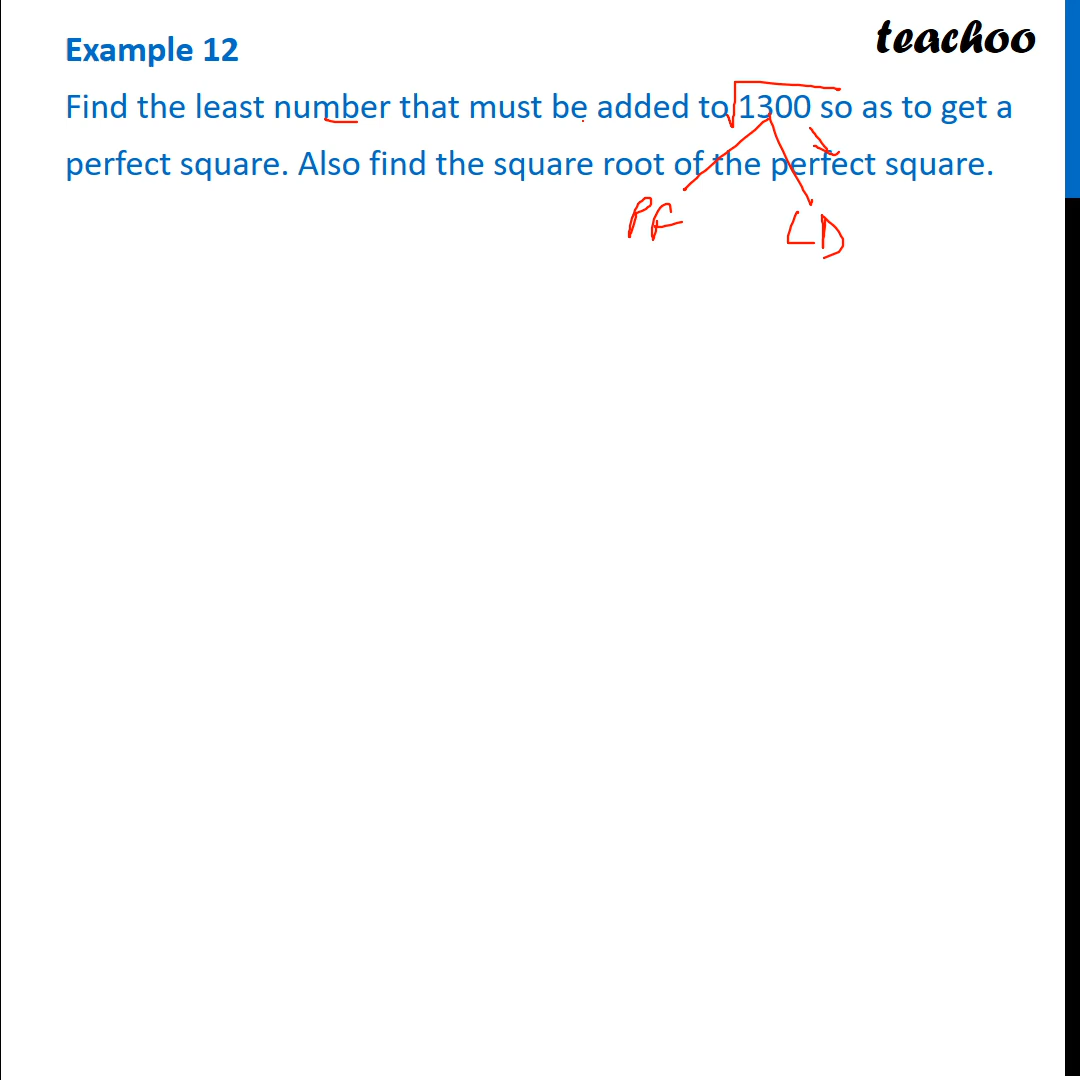 teachoo
Example 12
Find the least number that must be added to 1300 so as to get a
perfect square. Also find the square root of the perfect square.
PF LD